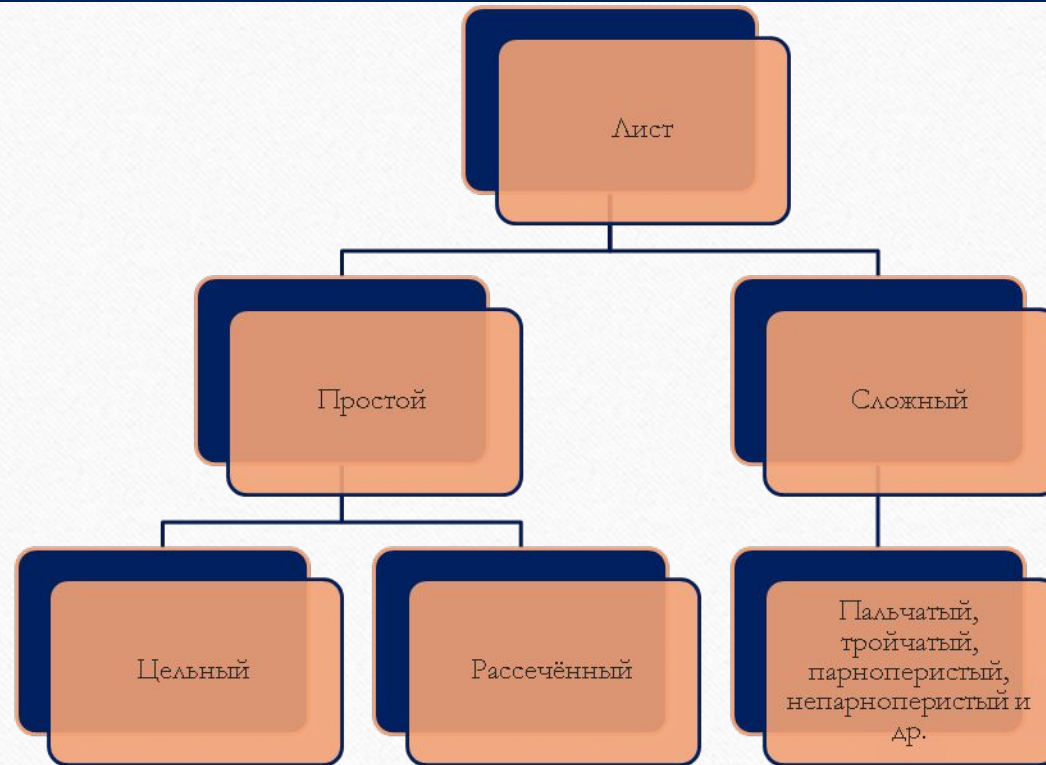 Лист
Простой
Сложный
Цельный
Рассечённый
Пальчатый,
тройчатый,
парноперистый,
непарноперистый и
др.